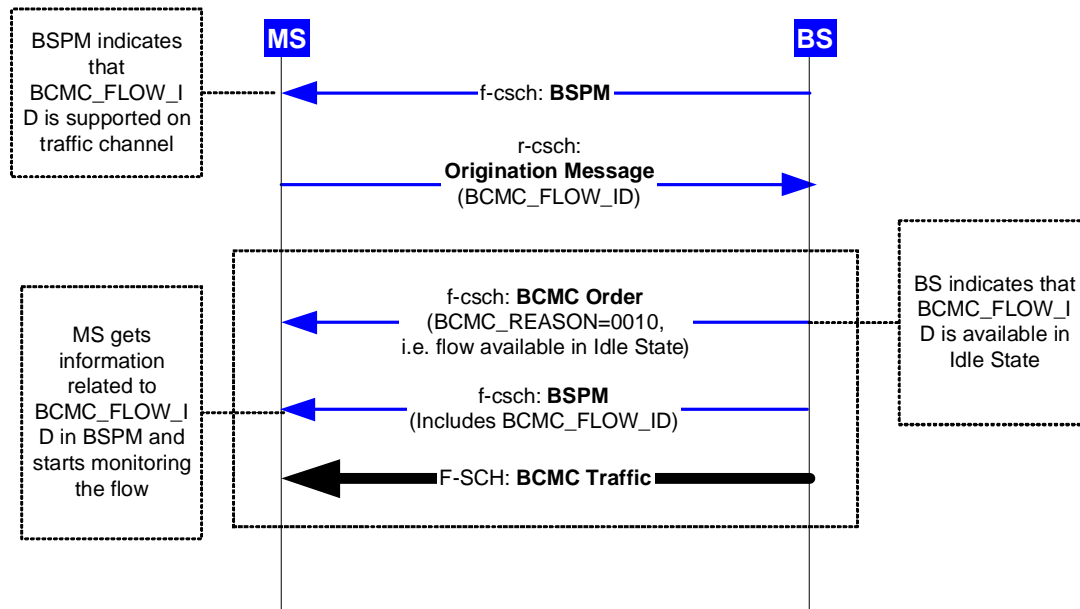 MS
BS
BSPM indicates
that
BCMC_FLOW_I
D is supported on
traffic channel
f-csch: BSPM
r-csch:
Origination Message
(BCMC_FLOW_ID)
f-csch: BCMC Order
(BCMC_REASON=0010,
i.e. flow available in Idle State)
BS indicates that
BCMC_FLOW_I
D is available in
Idle State
MS gets
information
related to
BCMC_FLOW_I
D in BSPM and
starts monitoring
the flow
f-csch: BSPM
(Includes BCMC_FLOW_ID)
F-SCH: BCMC Traffic